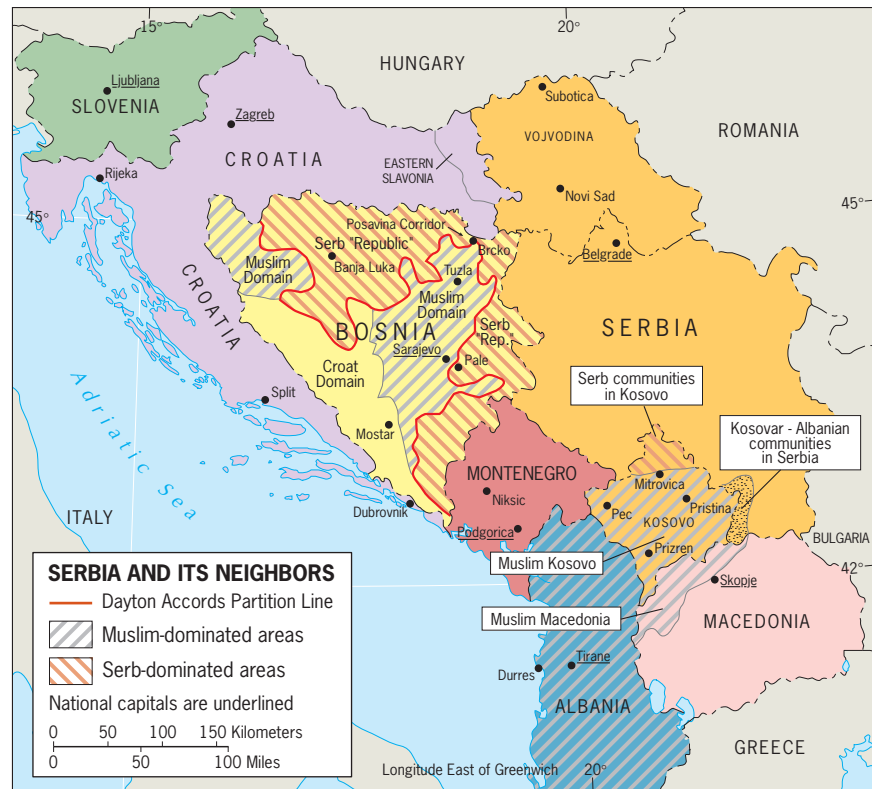 15°
20°
HUNGARY
Ljubljana
SLOVENIA
Subotica
Zagreb
VOJVODINA
ROMANIA
CROATIA
EASTERN
SLAVONIA
Rijeka
Novi Sad
45°
45°
Posavina Corridor
Serb "Republic"
Brcko
Belgrade
Muslim
Domain
Banja Luka
Tuzla
Muslim
Domain
CROATIA
BOSNIA
Serb
"Rep."
SERBIA
Sarajevo
Pale
Croat
Domain
Serb communities
in Kosovo
Split
Adriatic Sea
Mostar
Kosovar - Albanian
communities
in Serbia
MONTENEGRO
Mitrovica
Niksic
Pec
Pristina
KOSOVO
Dubrovnik
ITALY
Podgorica
BULGARIA
Prizren
Muslim Kosovo
42°
Skopje
Muslim Macedonia
MACEDONIA
Tirane
Durres
ALBANIA
GREECE
Longitude East of Greenwich
20°
SERBIA AND ITS NEIGHBORS
Dayton Accords Partition Line
Muslim-dominated areas
Serb-dominated areas
National capitals are underlined
0 50 100 150 Kilometers
0 50 100 Miles